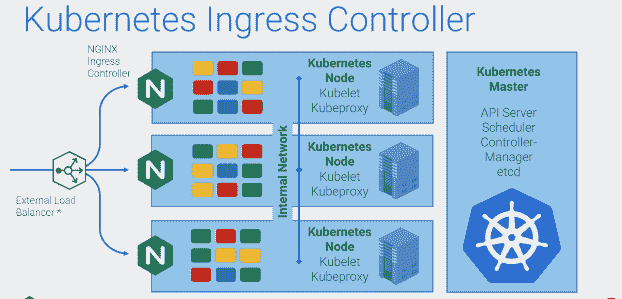 Kubernetes Ingress Controller
NGINX
Ingress
Controller
External Load
Balancer *
N
N
N
Internal Network
Kubernetes
Node
Kubelet
Kubeproxy
Kubernetes
Node
Kubelet
Kubeproxy
Kubernetes
Node
Kubelet
Kubeproxy
Kubernetes
Master
API Server
Scheduler
Controller-
Manager
etcd